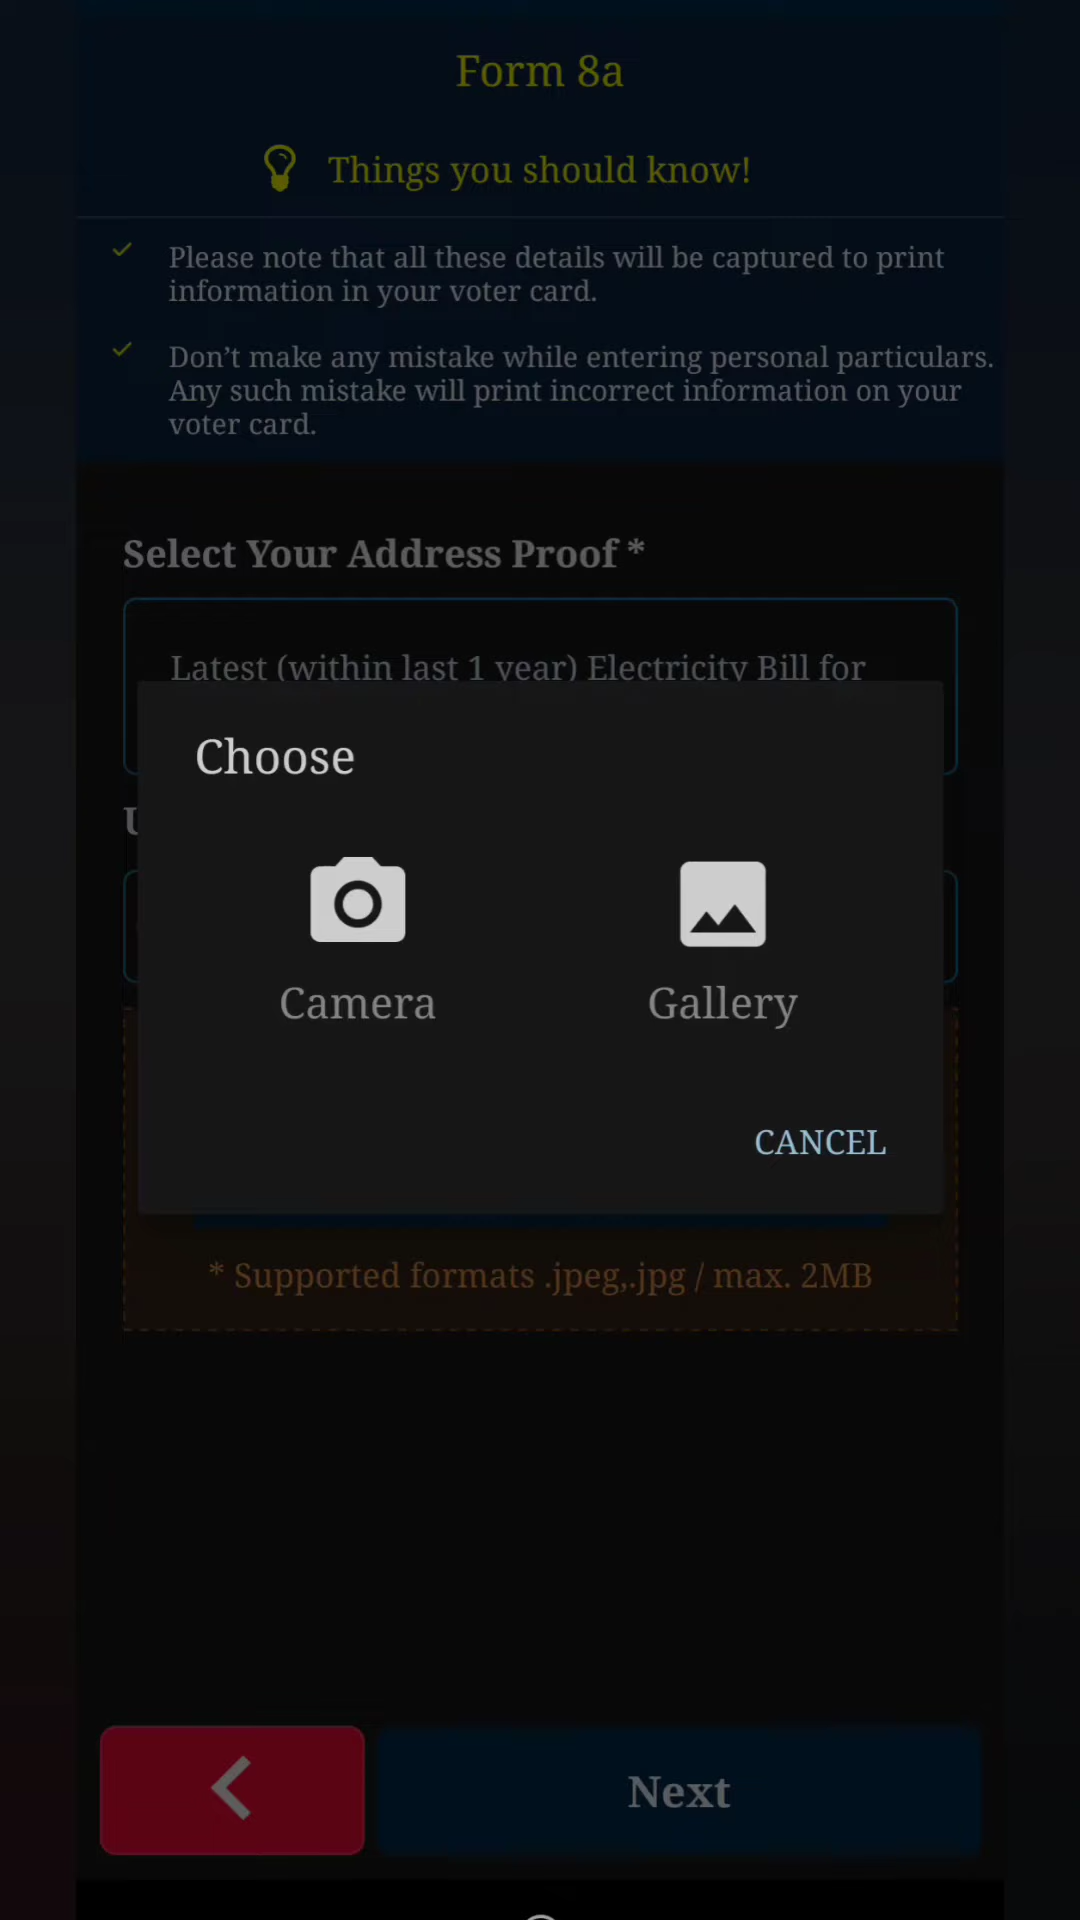 Form 8a
Things you should know!
Please note that all these details will be captured to print
information in your voter card.
Don’t make any mistake while entering personal particulars.
Any such mistake will print incorrect information on your
voter card.
Select Your Address Proof *
Latest (within last 1 year) Electricity Bill for
Choose
Camera
Gallery
CANCEL
* Supported formats .jpeg,.jpg / max. 2MB
Next